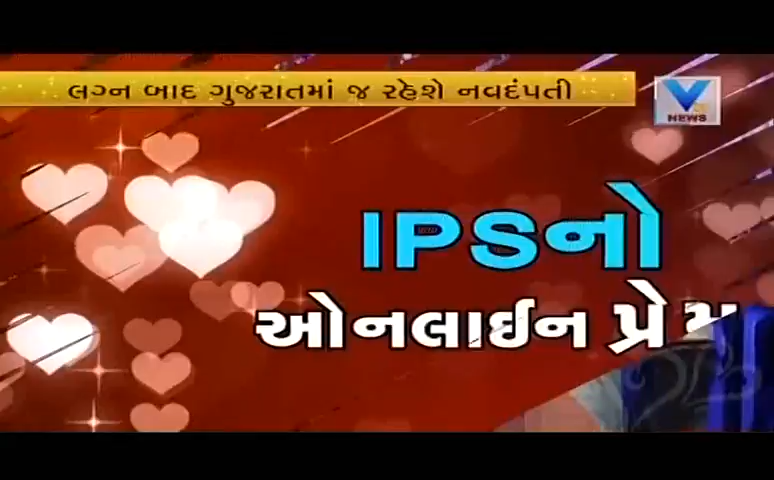 લગ્ન બાદ ગુજરાતમાં જ રહેશે નવદંપતી
V
NEWS
IPSનો
ઓનલાઈન પ્રેમ